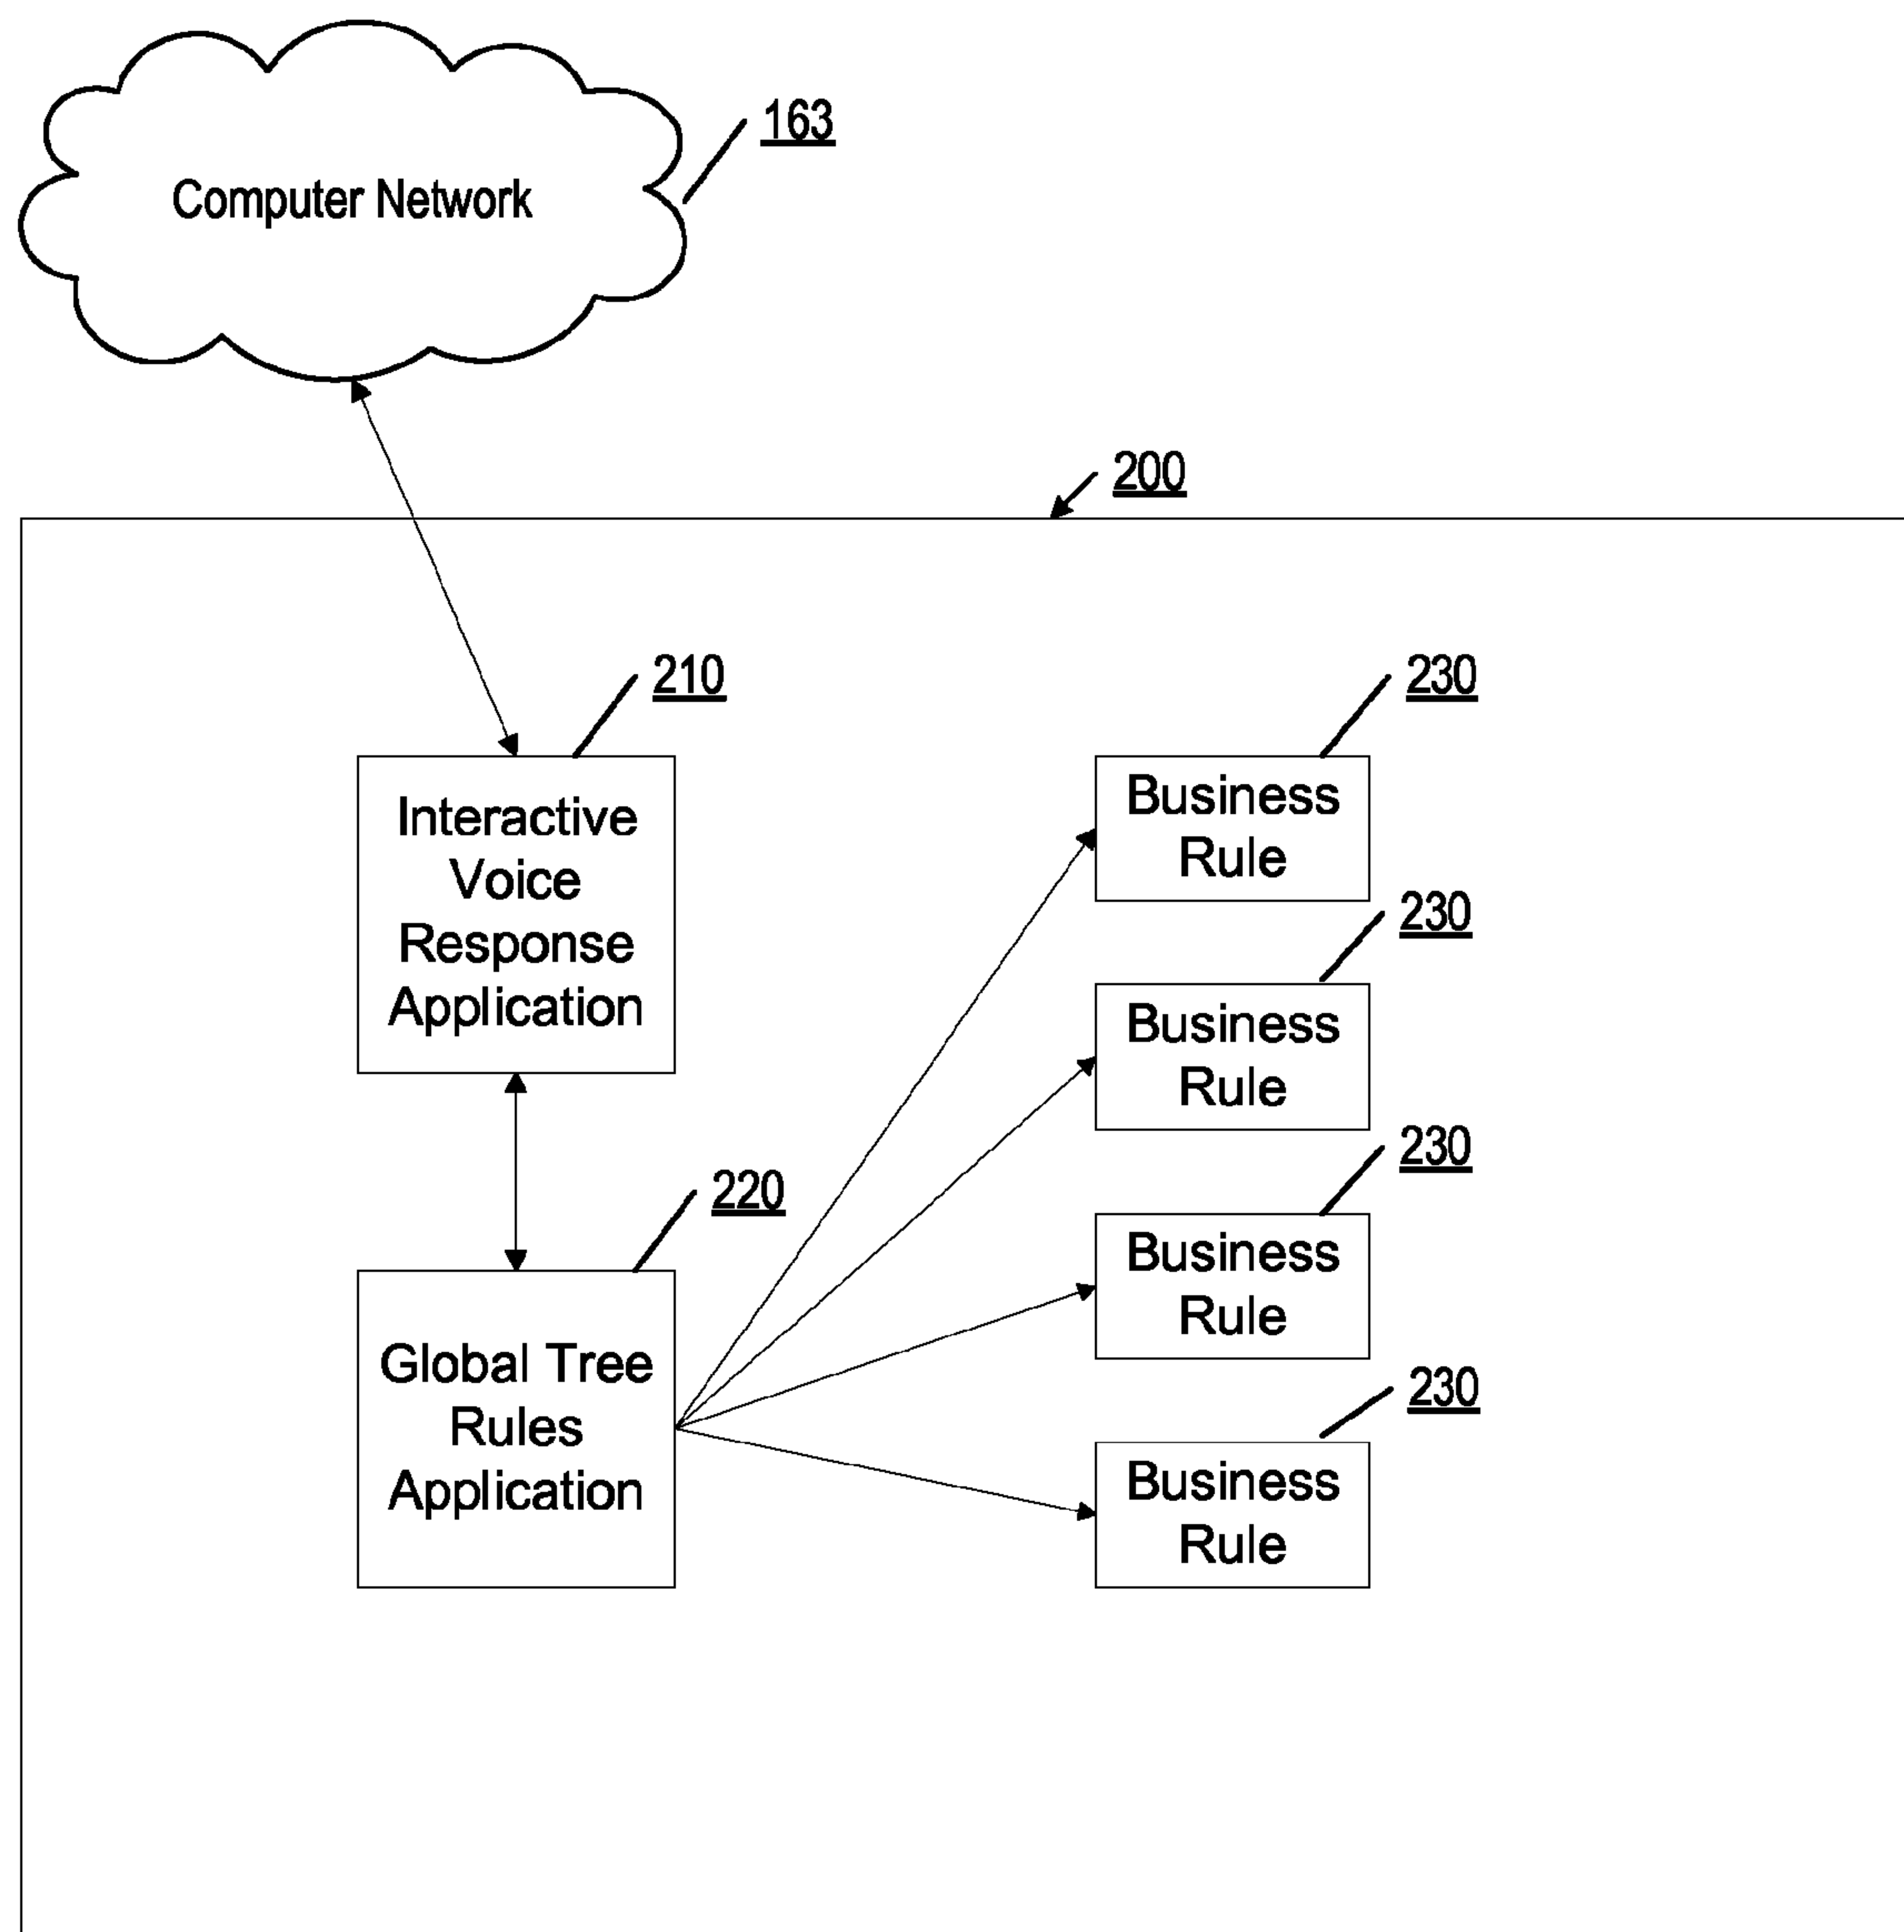 163
Computer Network
200
210
Interactive
Voice
Response
Application
230
Business
Rule
230
Business
Rule
220
Global Tree
Rules
Application
230
Business
Rule
230
Business
Rule